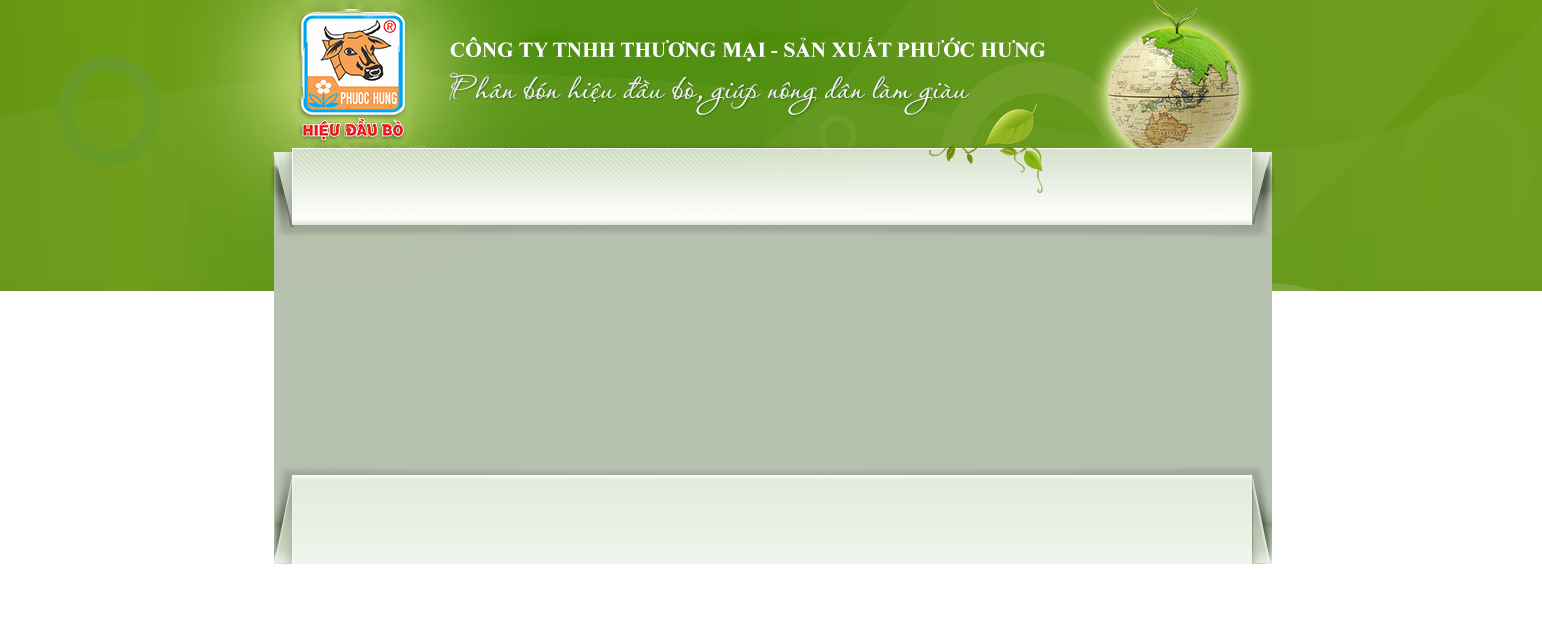 ®
PHUOC HUNG
HIỆU ĐẦU BÒ
CÔNG TY TNHH THƯƠNG MẠI - SẢN XUẤT PHƯỚC HƯNG
Phân bón hiệu đầu bò, giúp nông dân làm giàu